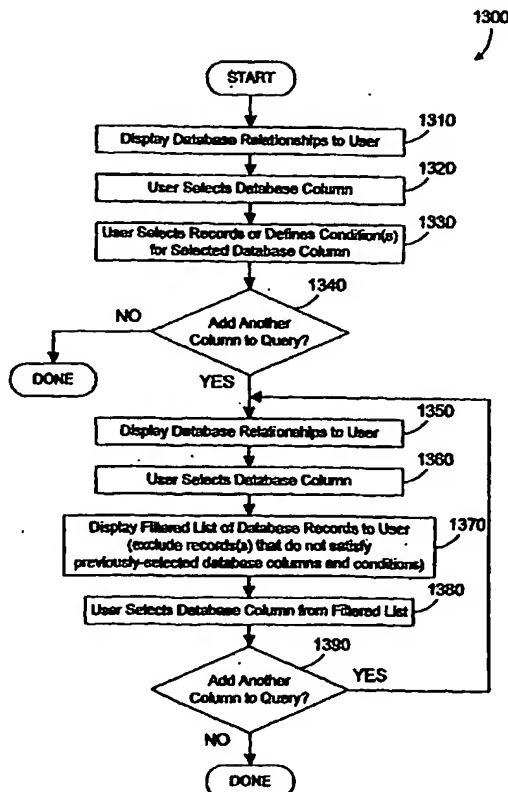 1300
START
1310
Display Database Relationships to User
1320
User Selects Database Column
1330
User Selects Records or Defines Condition(s)
for Selected Database Column
1340
NO
Add Another
Column to Query?
DONE
YES
1350
Display Database Relationships to User
1360
User Selects Database Column
1370
Display Filtered List of Database Records to User
(exclude records(s) that do not satisfy
previously-selected database columns and conditions)
1380
User Selects Database Column from Filtered List
1390
YES
Add Another
Column to Query?
NO
DONE